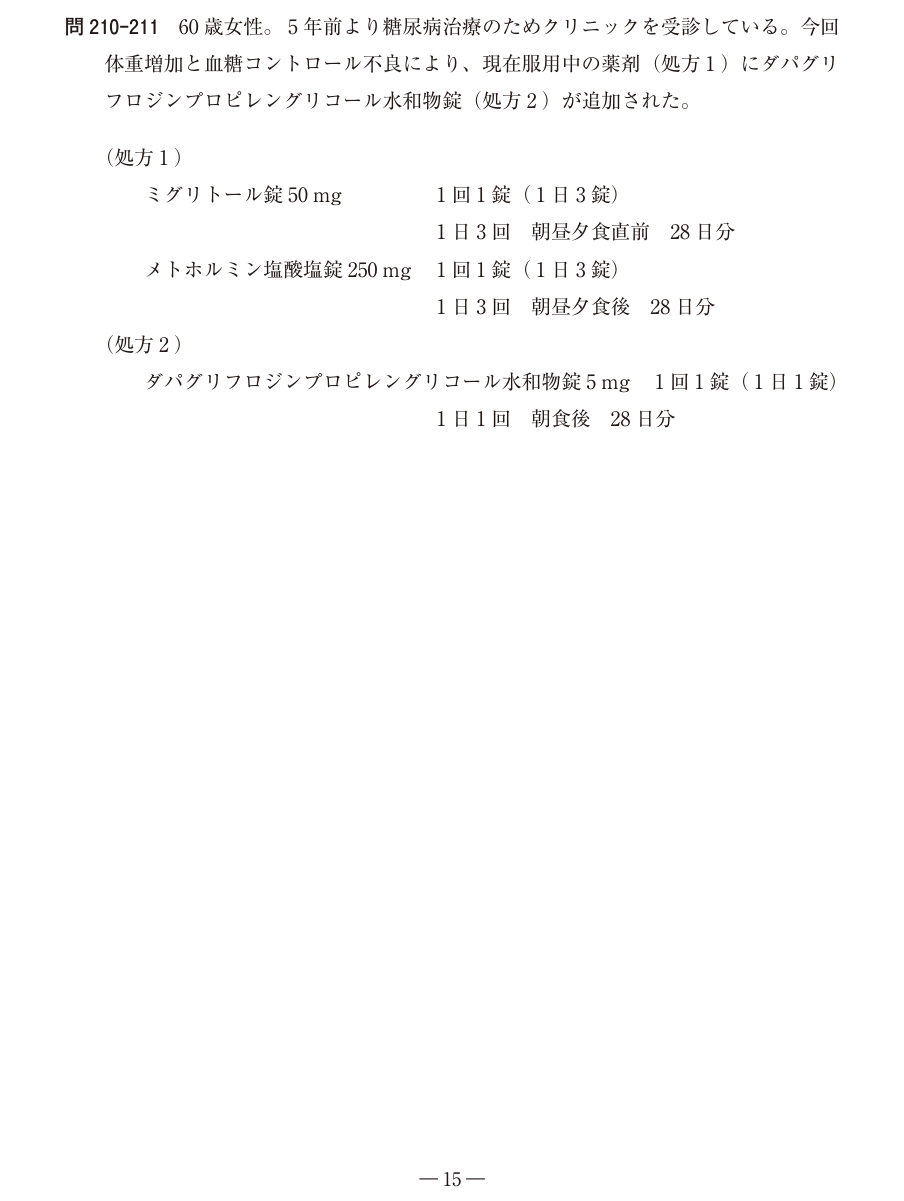 問 210-211 60 歳女性。5 年前より糖尿病治療のためクリニックを受診している。今回
体重増加と血糖コントロール不良により、現在服用中の薬剤（処方1）にダパグリ
フロジンプロピレングリコール水和物錠（処方2）が追加された。
（処方1）
ミグリトール錠 50 mg 1回1錠（1日3錠）
1日3回 朝昼夕食直前 28 日分
メトホルミン塩酸塩錠 250 mg 1回1錠（1日3錠）
1日3回 朝昼夕食後 28 日分
（処方2）
ダパグリフロジンプロピレングリコール水和物錠 5 mg 1回1錠（1日1錠）
1日1回 朝食後 28 日分
― 15 ―